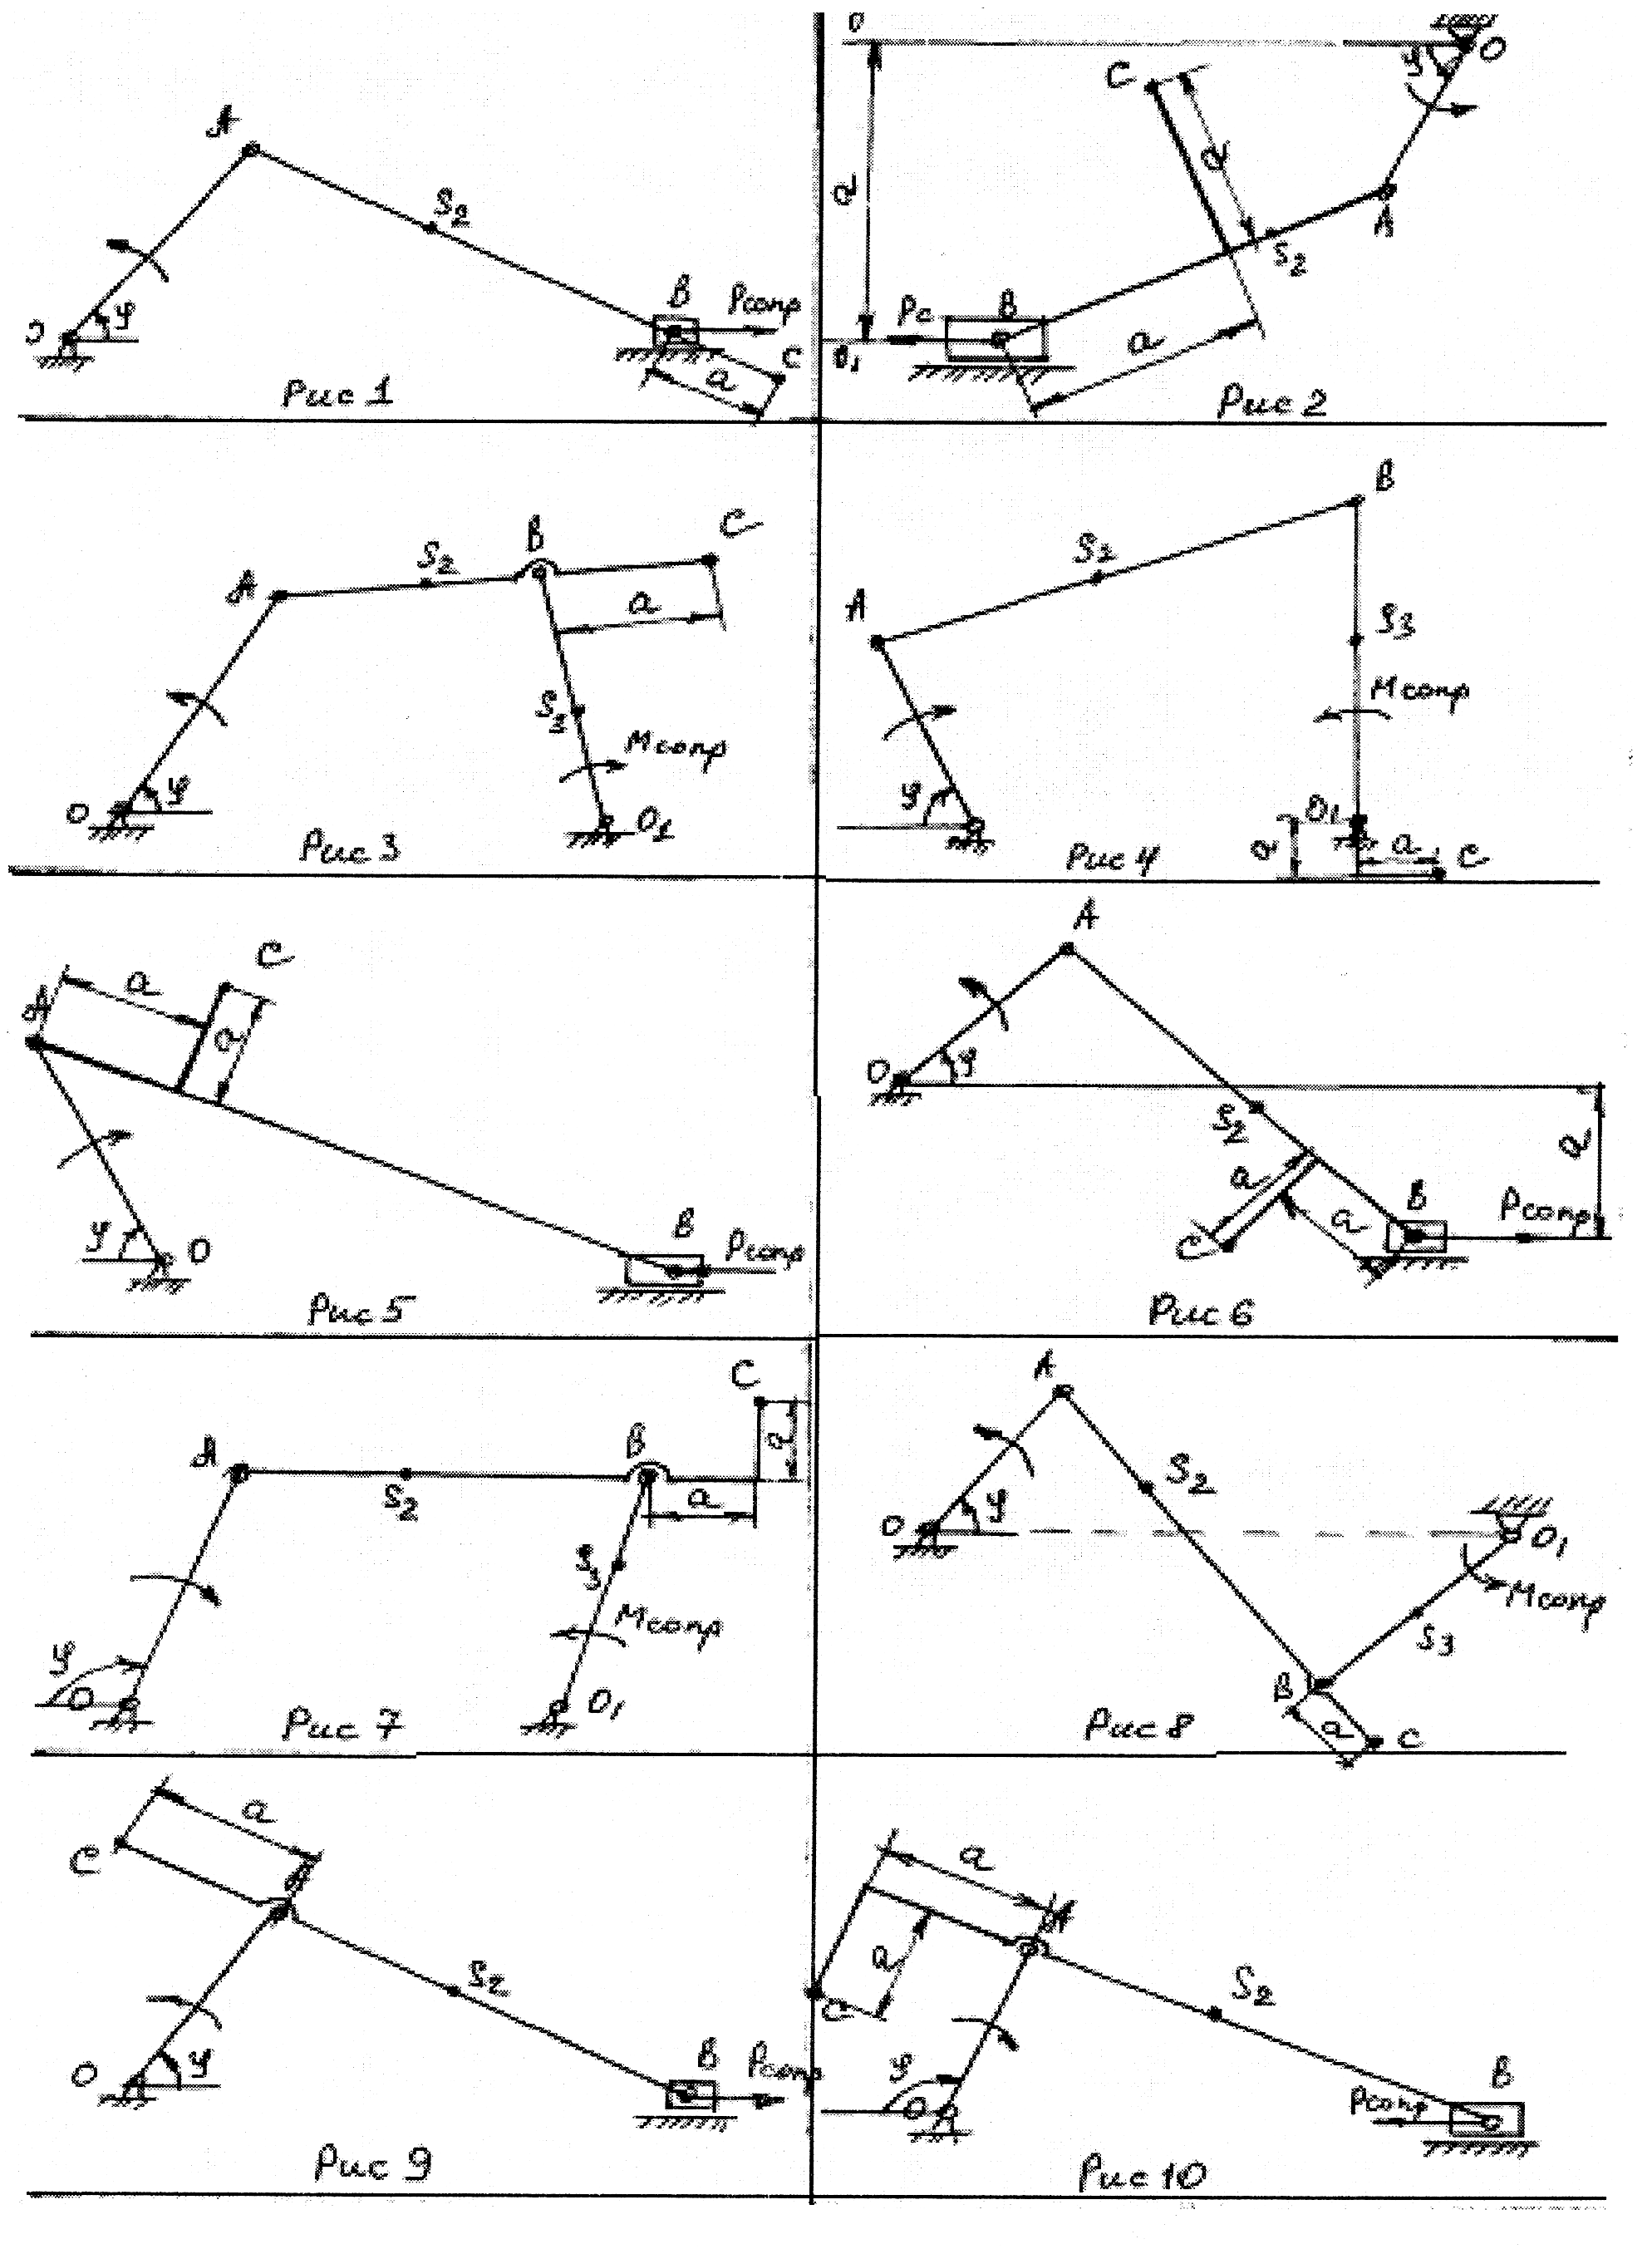 A
S2
B
Pсопр
φ
O
C
a
Рис 1
O
O
φ
C
a
a
A
S2
Pc
B
O1
a
Рис 2
B
C
S2
A
a
S3
Mсопр
φ
O
O1
Рис 3
B
S2
A
S3
Mсопр
φ
O1
a
a
C
Рис 4
C
a
A
a
φ
O
B
Pсопр
Рис 5
A
O
φ
S2
a
a
a
B
Pсопр
C
Рис 6
C
a
A
B
S2
a
S3
Mсопр
φ
O
O1
Рис 7
A
S2
φ
O
O1
Mсопр
S3
B
a
C
Рис 8
a
C
A
S2
φ
O
B
Pсопр
Рис 9
a
A
a
S2
C
φ
O
B
Pсопр
Рис 10